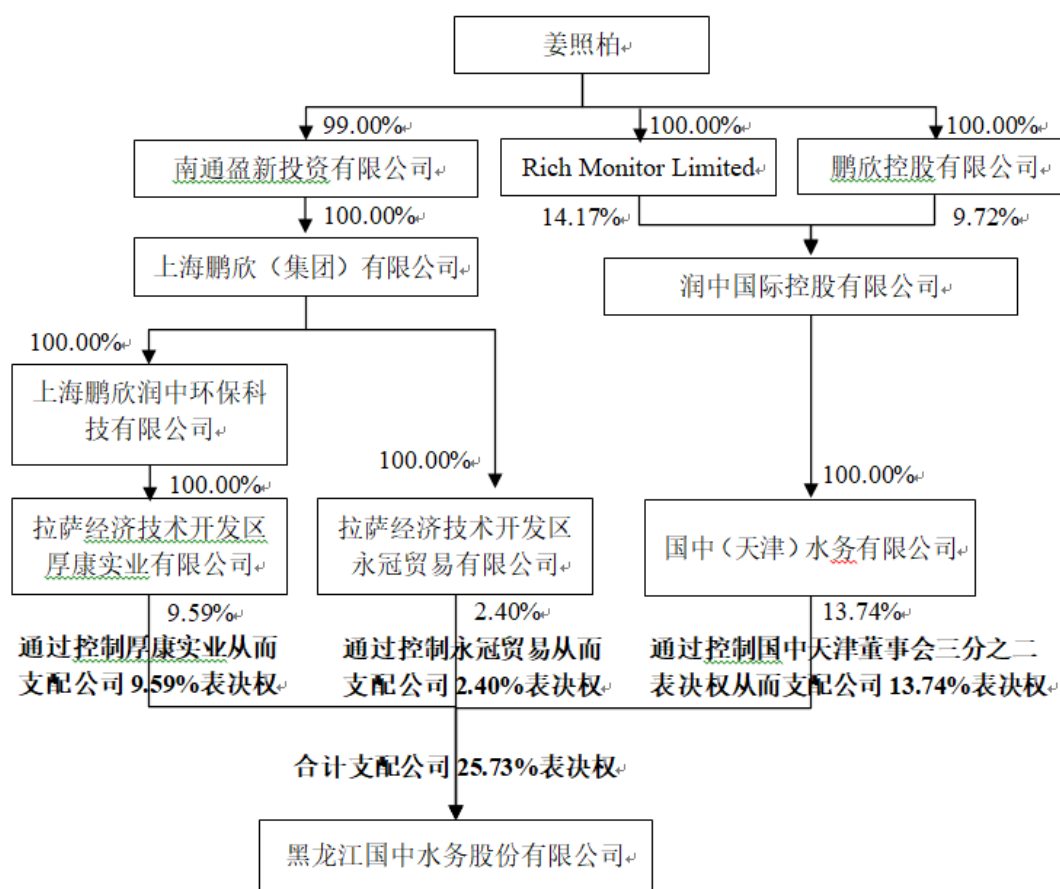 姜照柏
99.00%
100.00%
100.00%
南通盈新投资有限公司
Rich Monitor Limited
鹏欣控股有限公司
100.00%
14.17%
9.72%
上海鹏欣（集团）有限公司
润中国际控股有限公司
100.00%
上海鹏欣润中环保科
技有限公司
100.00%
100.00%
100.00%
拉萨经济技术开发区
厚康实业有限公司
拉萨经济技术开发区
永冠贸易有限公司
国中（天津）水务有限公司
9.59%
2.40%
13.74%
通过控制厚康实业从而
支配公司 9.59%表决权
通过控制永冠贸易从而
支配公司 2.40%表决权
通过控制国中天津董事会三分之二
表决权从而支配公司 13.74%表决权
合计支配公司 25.73%表决权
黑龙江国中水务股份有限公司